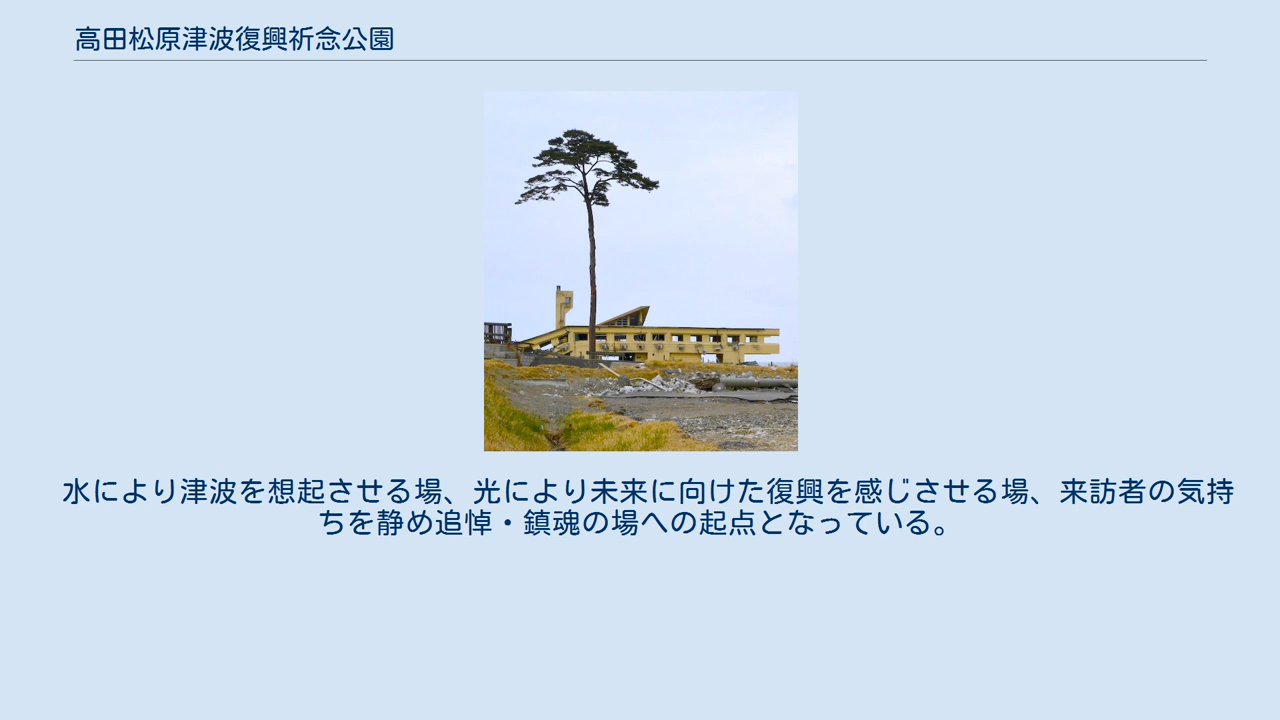 高田松原津波復興祈念公園
水により津波を想起させる場、光により未来に向けた復興を感じさせる場、来訪者の気持
ちを静め追悼・鎮魂の場への起点となっている。